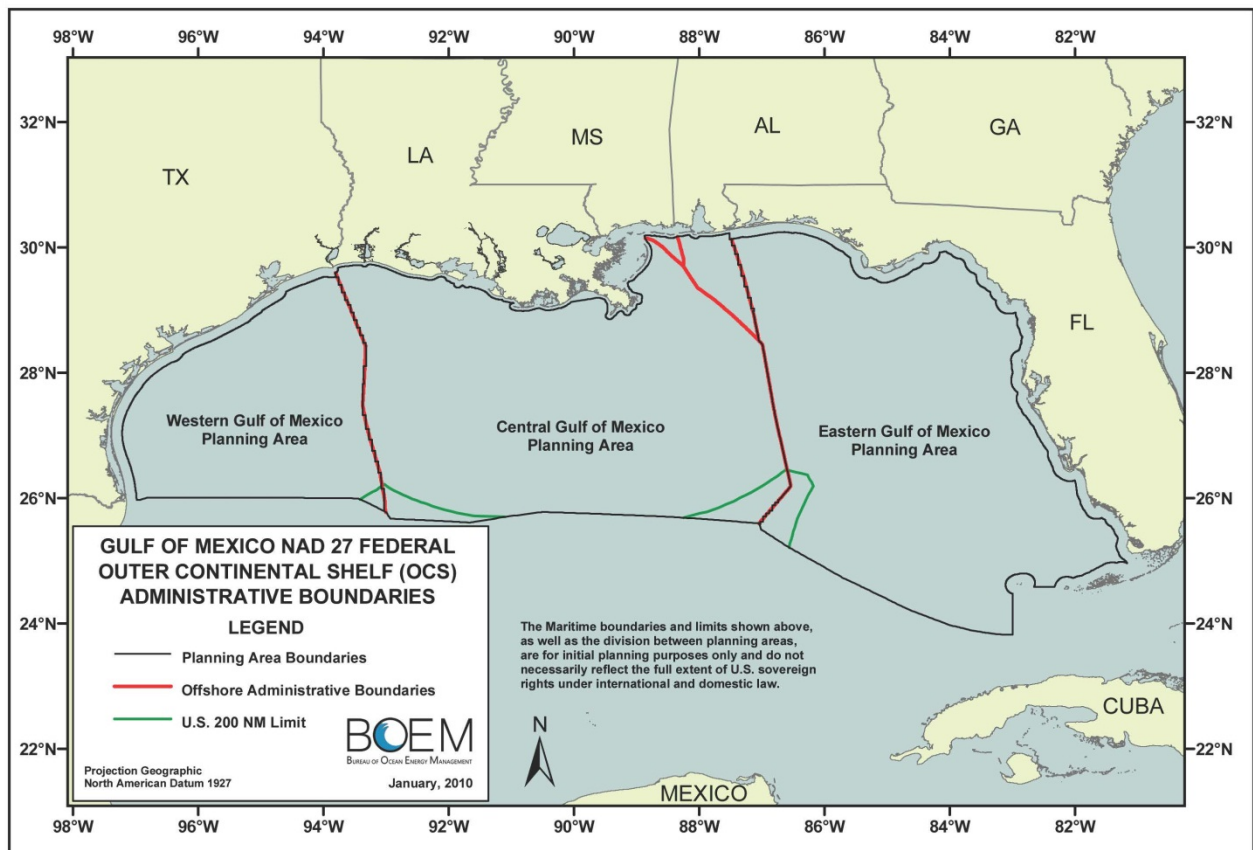 98°W 96°W 94°W 92°W 90°W 88°W 86°W 84°W 82°W
32°N 32°N
MS AL GA
LA
TX
30°N 30°N
FL
28°N 28°N
Western Gulf of Mexico
Planning Area
Central Gulf of Mexico
Planning Area
Eastern Gulf of Mexico
Planning Area
26°N 26°N
GULF OF MEXICO NAD 27 FEDERAL
OUTER CONTINENTAL SHELF (OCS)
ADMINISTRATIVE BOUNDARIES
LEGEND
Planning Area Boundaries
Offshore Administrative Boundaries
U.S. 200 NM Limit
BOEM
BUREAU OF OCEAN ENERGY MANAGEMENT
Projection Geographic
North American Datum 1927
January, 2010
The Maritime boundaries and limits shown above,
as well as the division between planning areas,
are for initial planning purposes only and do not
necessarily reflect the full extent of U.S. sovereign
rights under international and domestic law.
N
24°N 24°N
CUBA
22°N 22°N
MEXICO
98°W 96°W 94°W 92°W 90°W 88°W 86°W 84°W 82°W